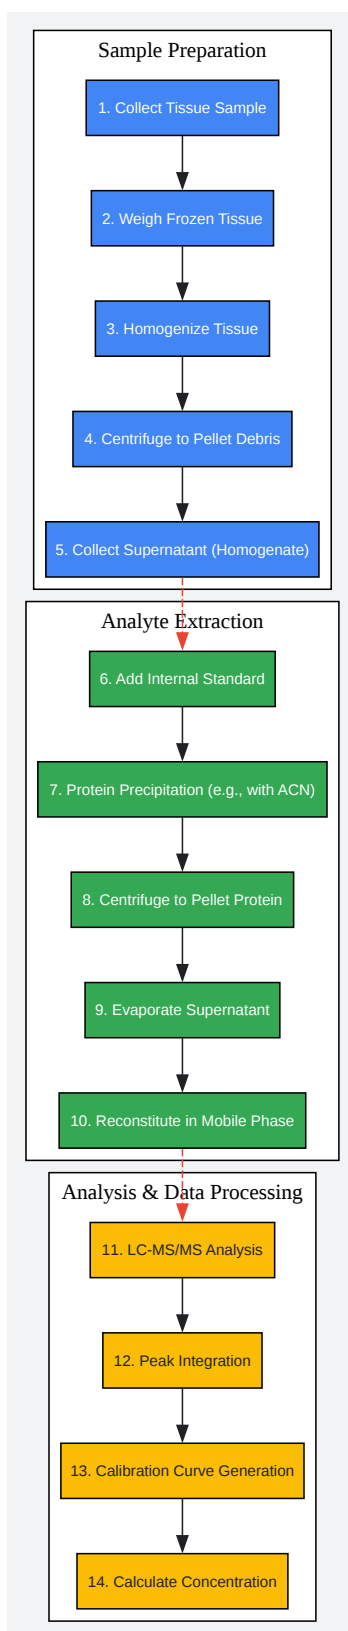 Sample Preparation
1. Collect Tissue Sample
2. Weigh Frozen Tissue
3. Homogenize Tissue
4. Centrifuge to Pellet Debris
5. Collect Supernatant (Homogenate)
Analyte Extraction
6. Add Internal Standard
7. Protein Precipitation (e.g., with ACN)
8. Centrifuge to Pellet Protein
9. Evaporate Supernatant
10. Reconstitute in Mobile Phase
Analysis & Data Processing
11. LC-MS/MS Analysis
12. Peak Integration
13. Calibration Curve Generation
14. Calculate Concentration